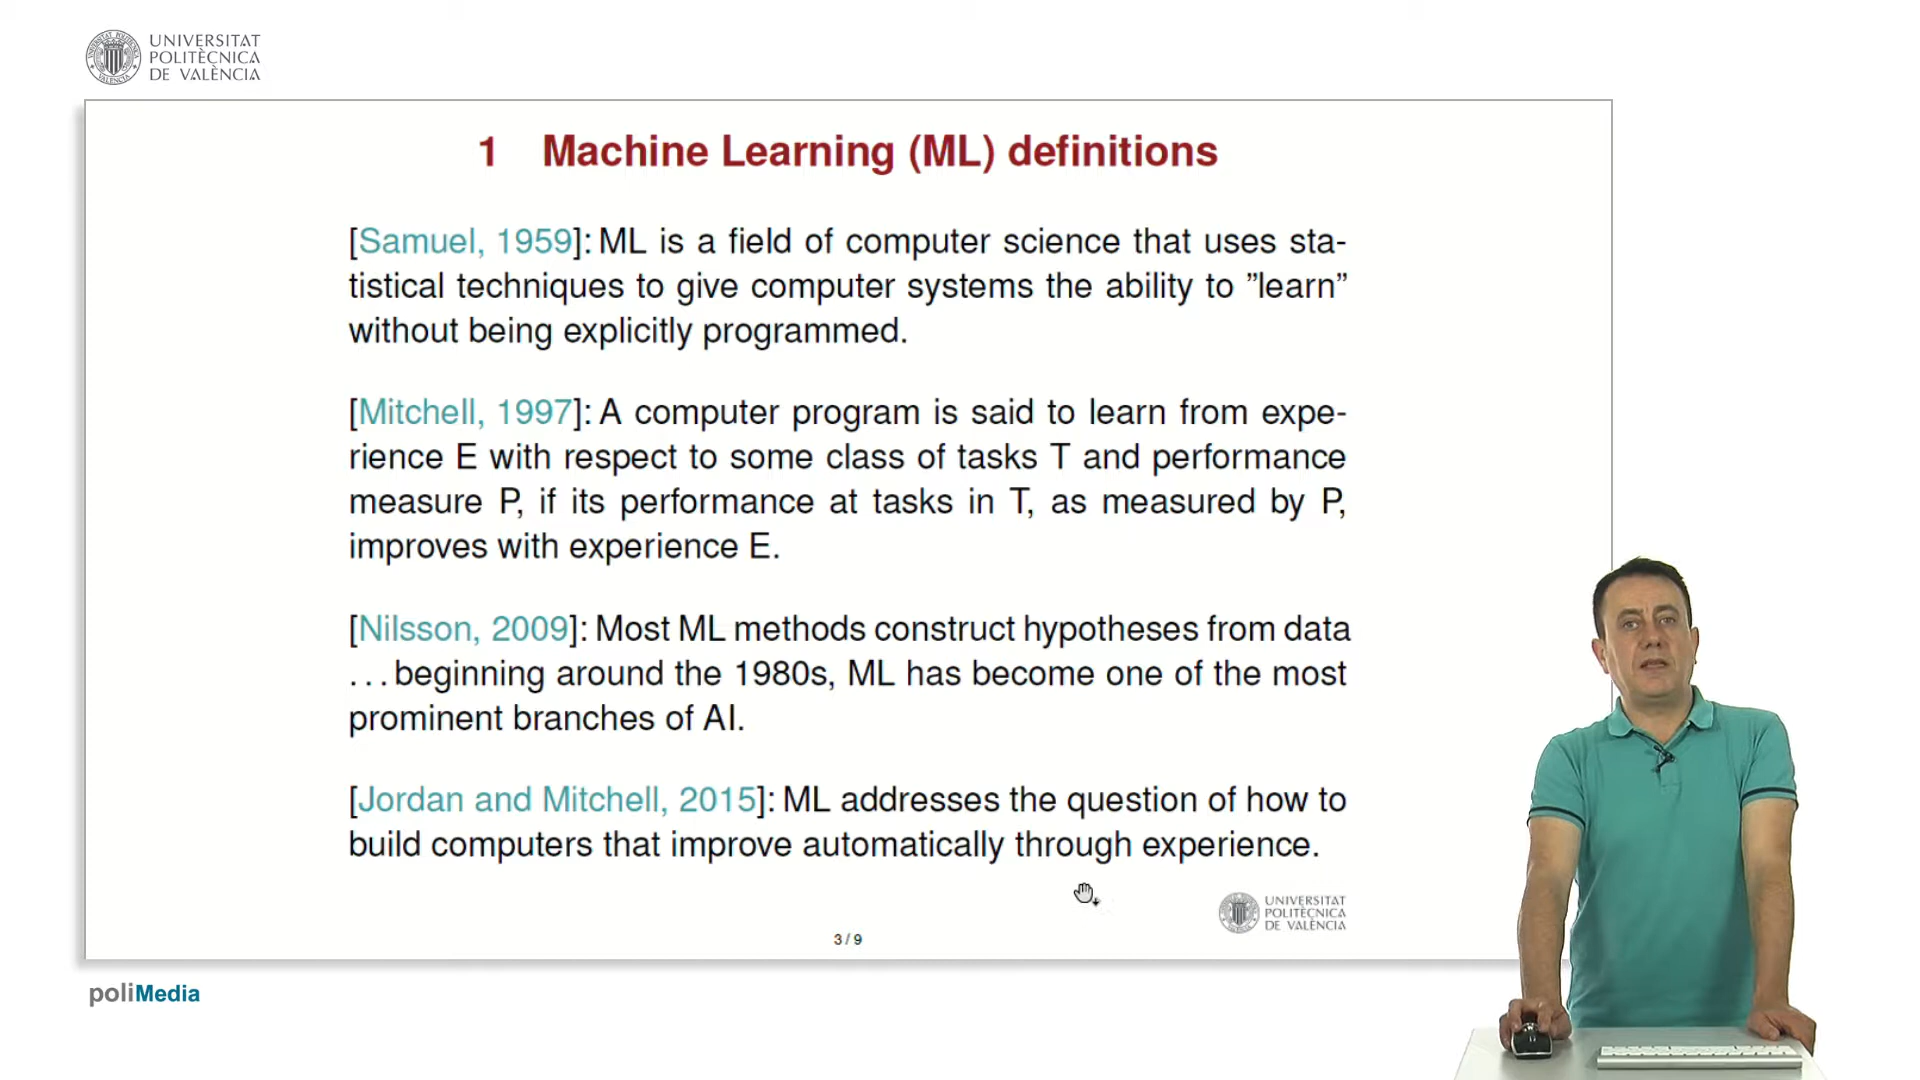 UNIVERSITAT
POLITÈCNICA
DE VALÈNCIA
1 Machine Learning (ML) definitions
[Samuel, 1959]: ML is a field of computer science that uses sta-
tistical techniques to give computer systems the ability to ”learn”
without being explicitly programmed.
[Mitchell, 1997]: A computer program is said to learn from expe-
rience E with respect to some class of tasks T and performance
measure P, if its performance at tasks in T, as measured by P,
improves with experience E.
[Nilsson, 2009]: Most ML methods construct hypotheses from data
...beginning around the 1980s, ML has become one of the most
prominent branches of AI.
[Jordan and Mitchell, 2015]: ML addresses the question of how to
build computers that improve automatically through experience.
UNIVERSITAT
POLITÈCNICA
DE VALÈNCIA
3 / 9
poliMedia